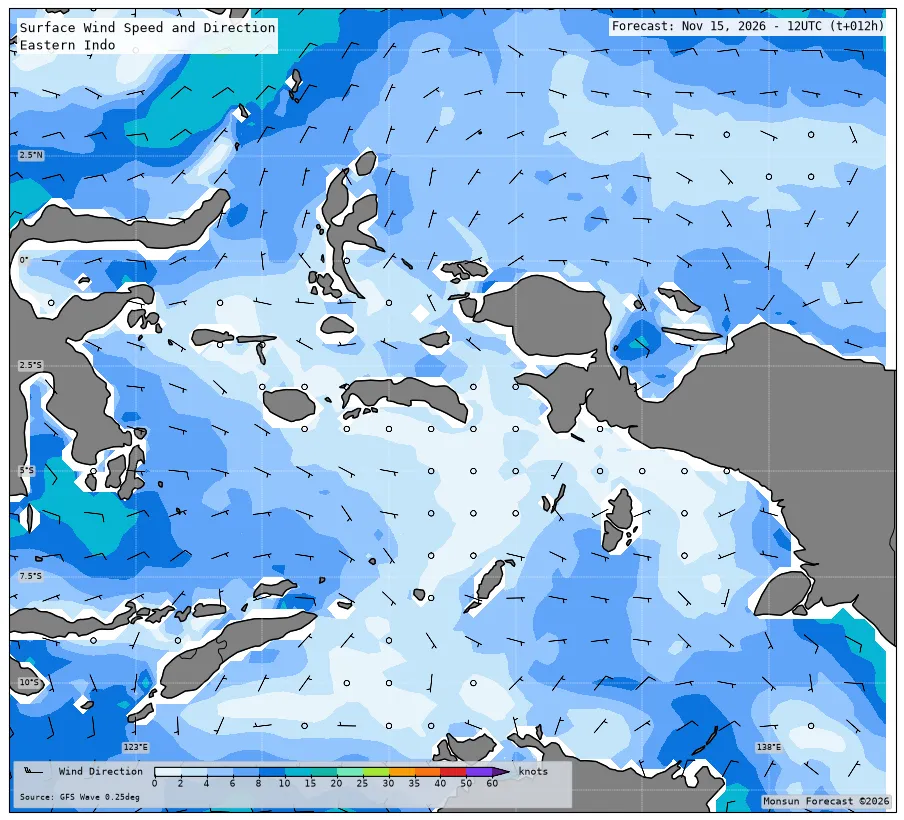 Surface Wind Speed and Direction
Eastern Indo
Forecast: Nov 15, 2026 - 12UTC (t+012h)
2.5°N
0°
2.5°S
5°S
7.5°S
10°S
123°E
138°E
Wind Direction
0 2 4 6 8 10 15 20 25 30 35 40 50 60
knots
Source: GFS Wave 0.25deg
Monsun Forecast ©2026